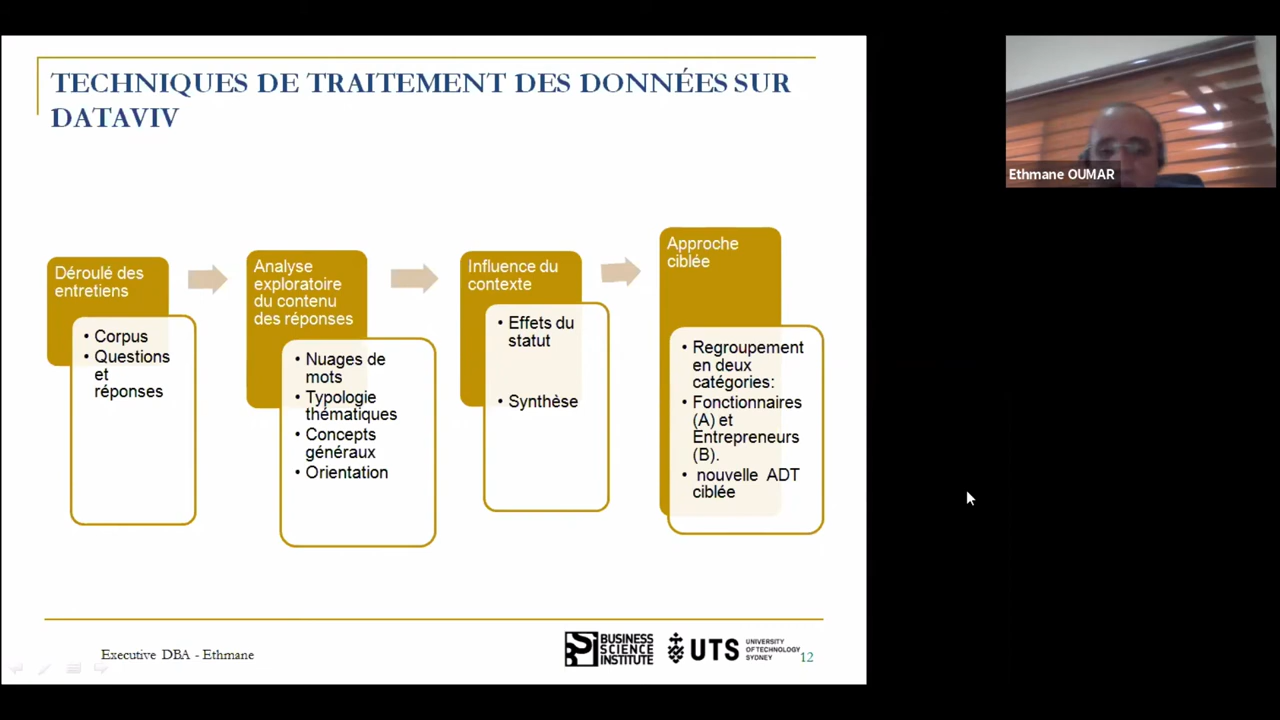 TECHNIQUES DE TRAITEMENT DES DONNÉES SUR
DATAVIV
Ethmane OUMAR
Déroulé des
entretiens
• Corpus
• Questions
et
réponses
Analyse
exploratoire
du contenu
des réponses
• Nuages de
mots
• Typologie
thématiques
• Concepts
généraux
• Orientation
Influence du
contexte
• Effets du
statut
• Synthèse
Approche
ciblée
• Regroupement
en deux
catégories:
• Fonctionnaires
(A) et
Entrepreneurs
(B).
• nouvelle ADT
ciblée
Executive DBA - Ethmane
BUSINESS
SCIENCE
INSTITUTE
UTS
UNIVERSITY
OF TECHNOLOGY
SYDNEY
12